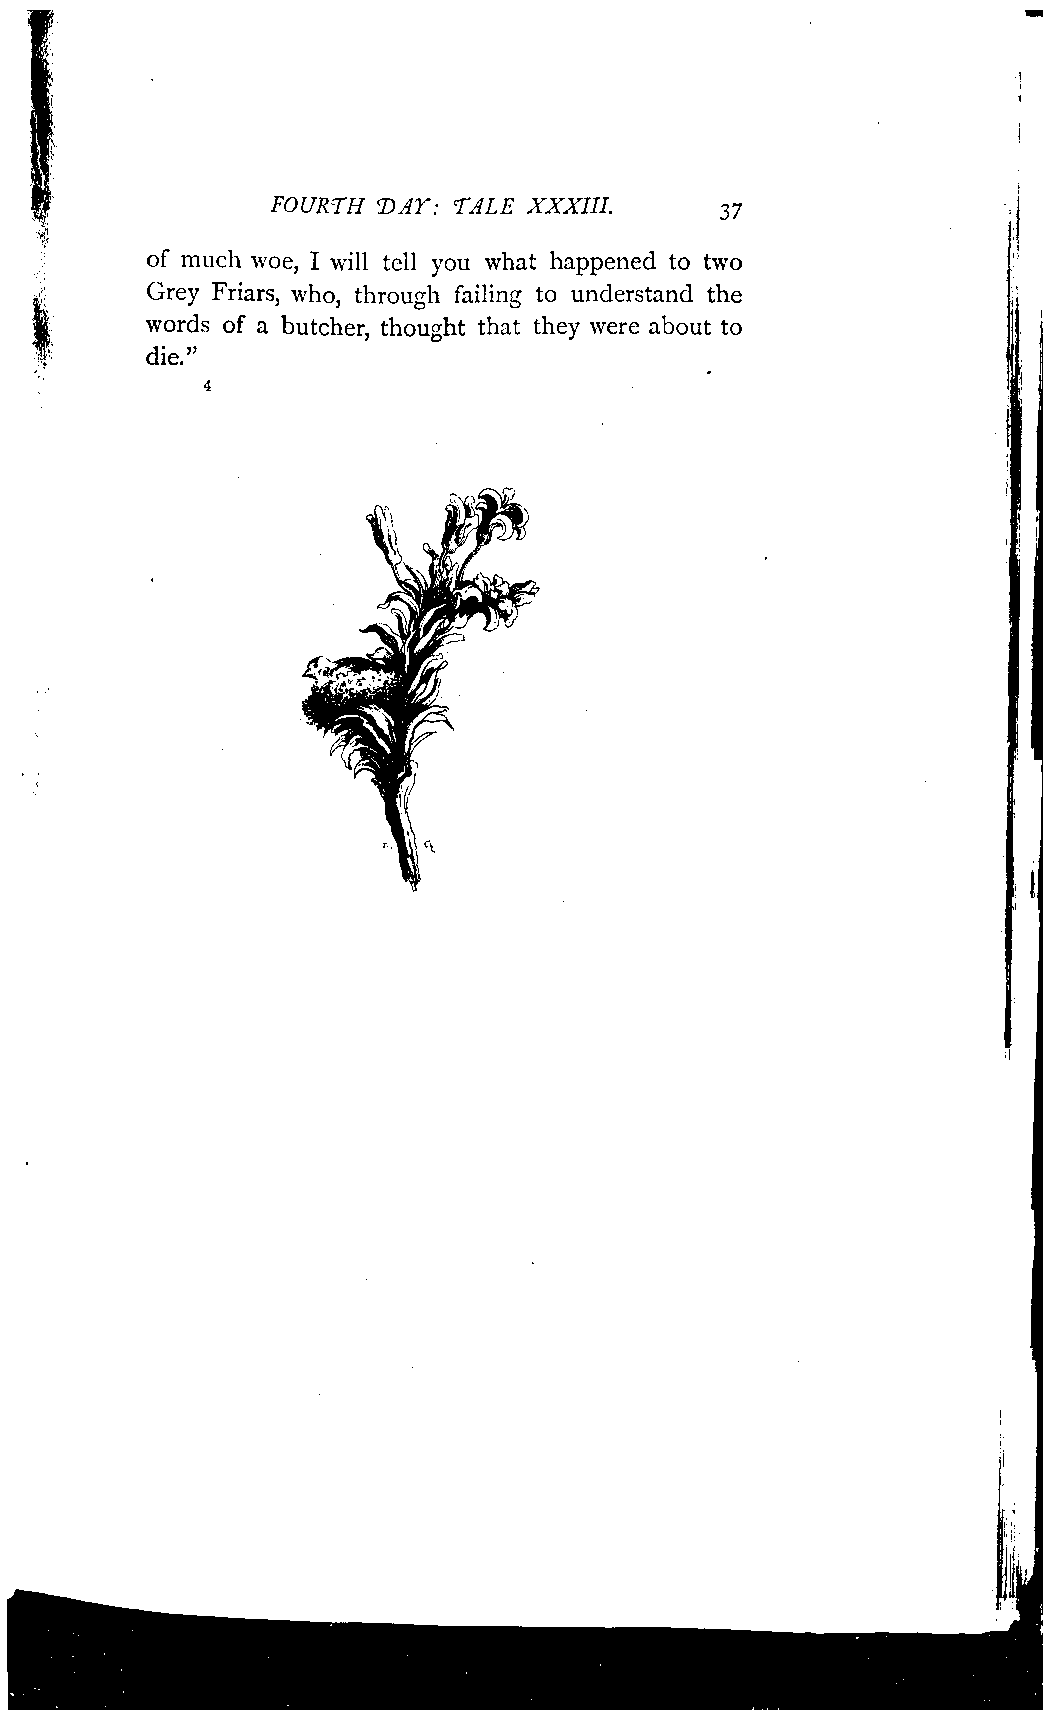 FOURTH DAY: TALE XXXIII. 37
of much woe, I will tell you what happened to two
Grey Friars, who, through failing to understand the
words of a butcher, thought that they were about to
die.”
4